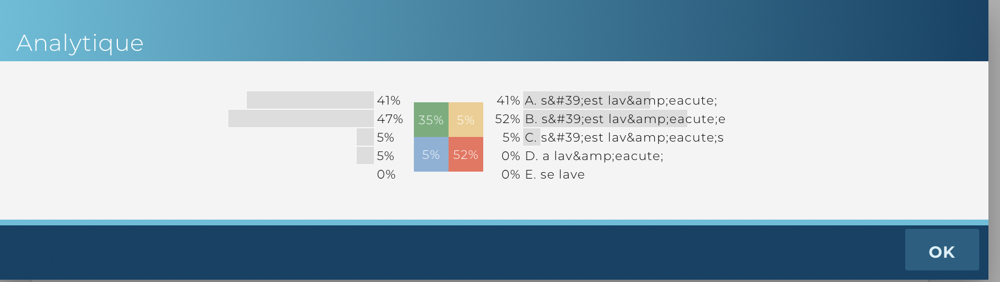 Analytique
41% 41% A. s&#39;est lav&amp;eacute;
47% 35% 5% 52% B. s&#39;est lav&amp;eacute;e
5% 5% C. s&#39;est lav&amp;eacute;s
5% 5% 52% 0% D. a lav&amp;eacute;
0% 0% E. se lave
OK